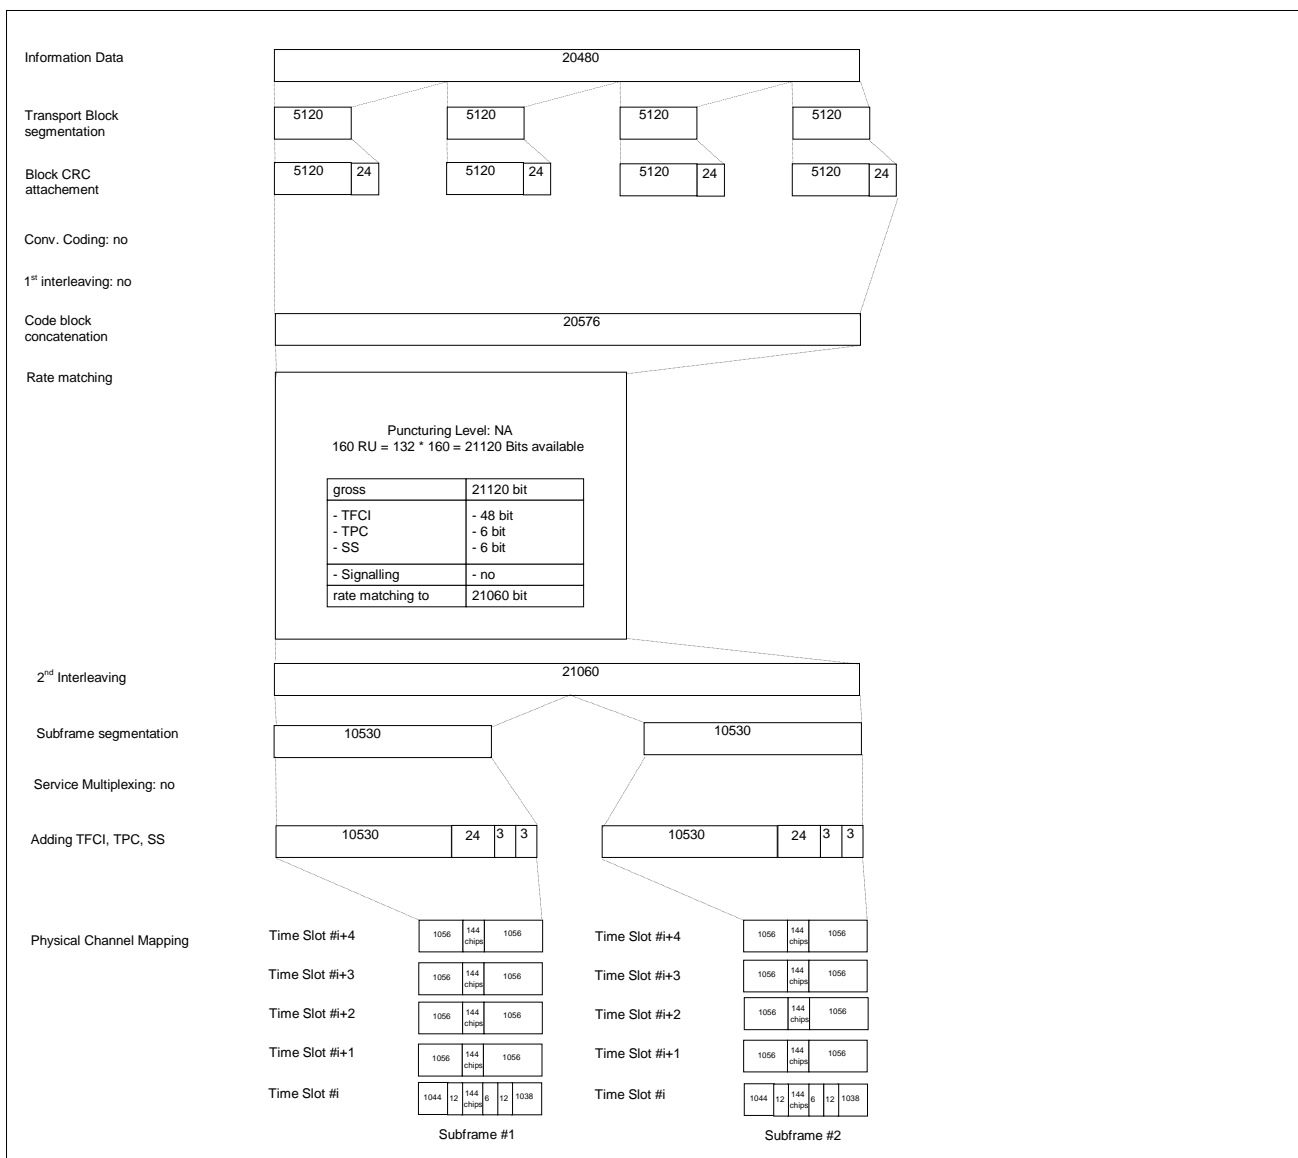 Information Data
20480
Transport Block
segmentation
5120 5120 5120 5120
Block CRC
attachement
5120 24 5120 24 5120 24 5120 24
Conv. Coding: no
1st interleaving: no
Code block
concatenation
20576
Rate matching
Puncturing Level: NA
160 RU = 132 * 160 = 21120 Bits available
gross 21120 bit
- TFCI - 48 bit
- TPC - 6 bit
- SS - 6 bit
- Signalling - no
rate matching to 21060 bit
2nd Interleaving
21060
Subframe segmentation
10530 10530
Service Multiplexing: no
Adding TFCI, TPC, SS
10530 24 3 3 10530 24 3 3
Physical Channel Mapping
Time Slot #i+4 1056 144 chips 1056 Time Slot #i+4 1056 144 chips 1056
Time Slot #i+3 1056 144 chips 1056 Time Slot #i+3 1056 144 chips 1056
Time Slot #i+2 1056 144 chips 1056 Time Slot #i+2 1056 144 chips 1056
Time Slot #i+1 1056 144 chips 1056 Time Slot #i+1 1056 144 chips 1056
Time Slot #i 1044 12 144 chips 6 12 1038 Time Slot #i 1044 12 144 chips 6 12 1038
Subframe #1 Subframe #2